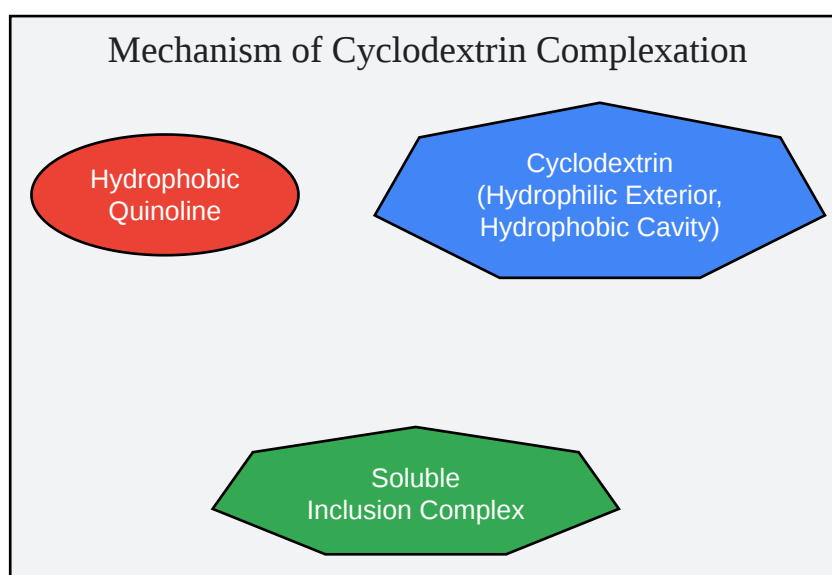 Mechanism of Cyclodextrin Complexation
Hydrophobic
Quinoline
Cyclodextrin
(Hydrophilic Exterior,
Hydrophobic Cavity)
Soluble
Inclusion Complex